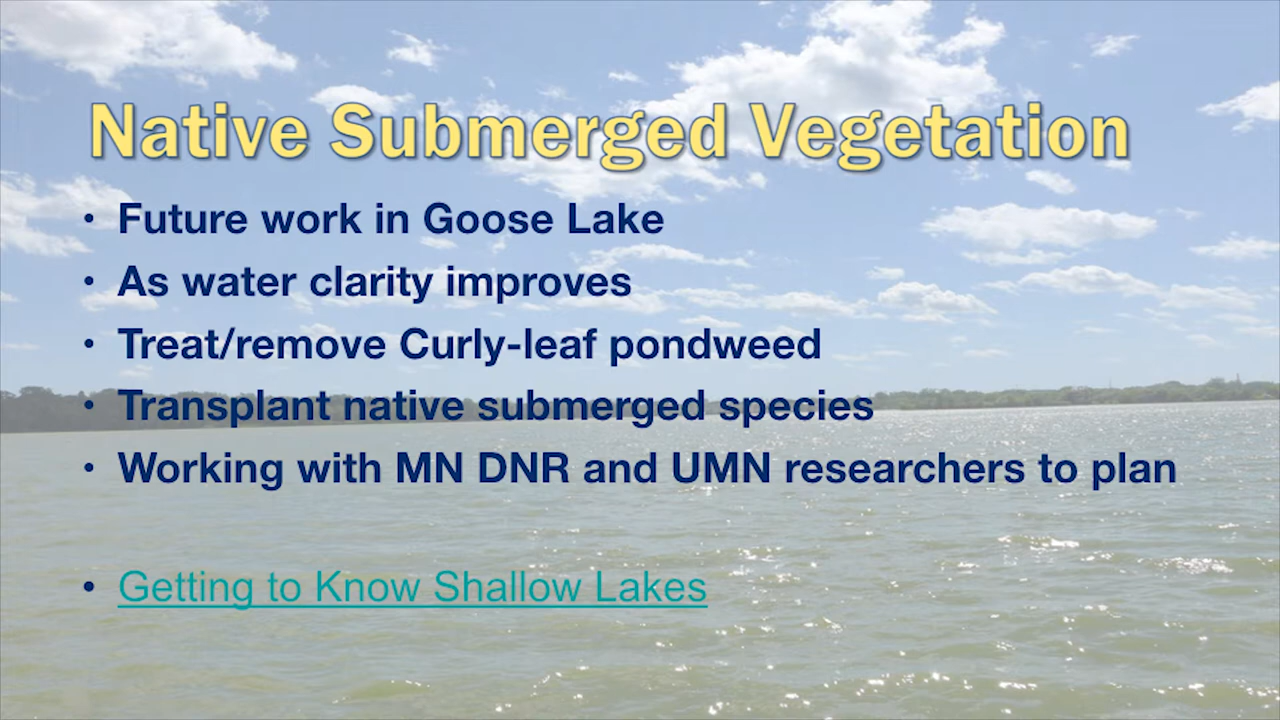 Native Submerged Vegetation
• Future work in Goose Lake
• As water clarity improves
• Treat/remove Curly-leaf pondweed
• Transplant native submerged species
• Working with MN DNR and UMN researchers to plan
• Getting to Know Shallow Lakes